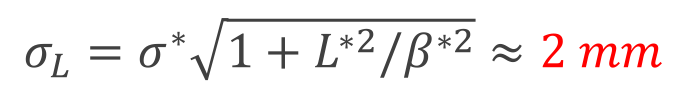 σ_L = σ*√(1 + L*²/β*²) ≈ 2 mm